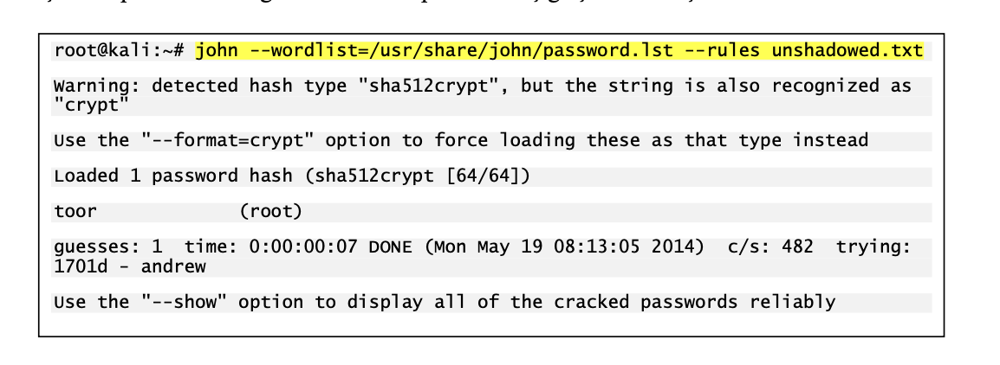 root@kali:~# john --wordlist=/usr/share/john/password.lst --rules unshadowed.txt
Warning: detected hash type "sha512crypt", but the string is also recognized as
"crypt"
Use the "--format=crypt" option to force loading these as that type instead
Loaded 1 password hash (sha512crypt [64/64])
toor (root)
guesses: 1 time: 0:00:00:07 DONE (Mon May 19 08:13:05 2014) c/s: 482 trying:
1701d - andrew
Use the "--show" option to display all of the cracked passwords reliably